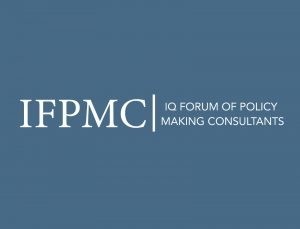 IFPMC
IQ FORUM OF POLICY
MAKING CONSULTANTS